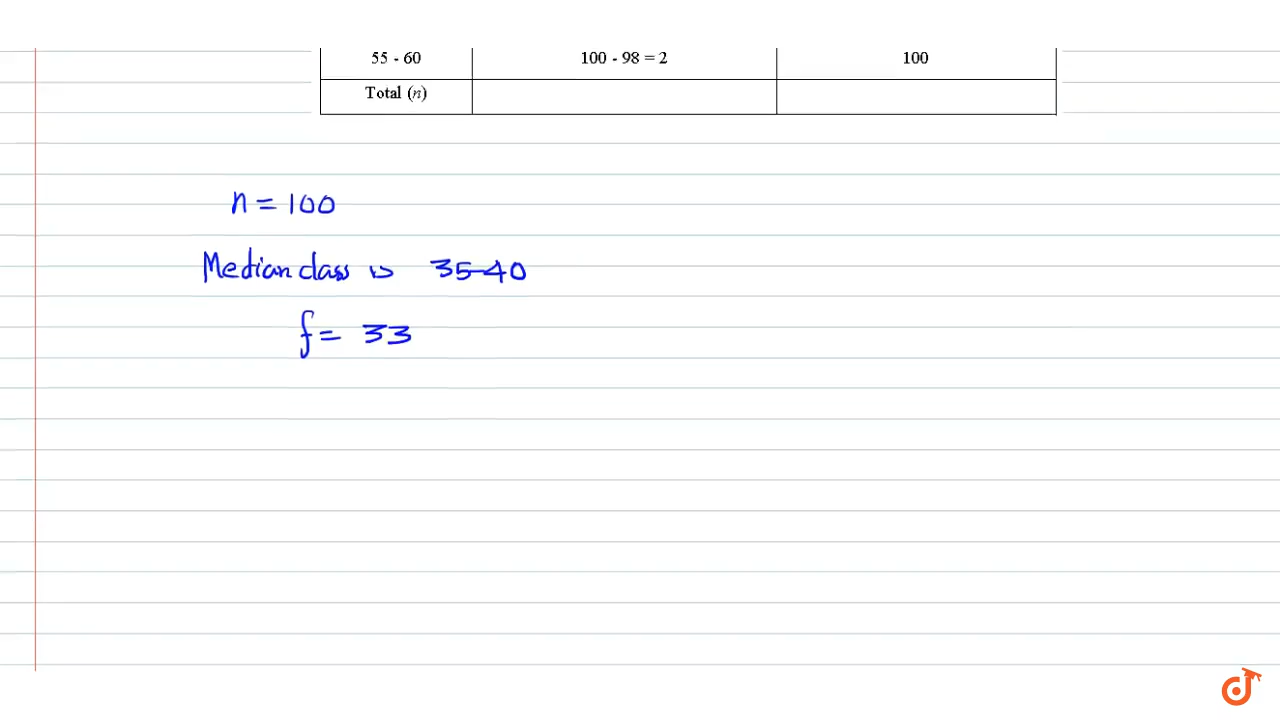 55 - 60 100 - 98 = 2 100
Total (n)
n = 100
Median class is 35-40
f = 33